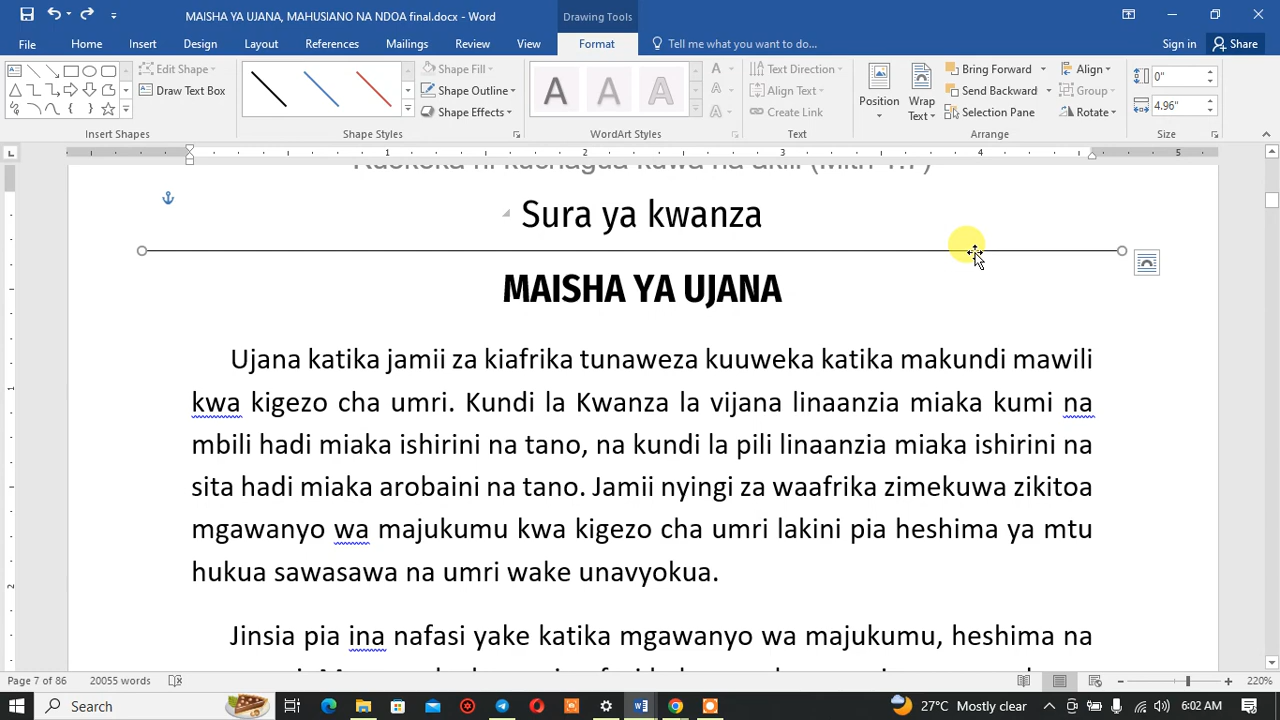 MAISHA YA UJANA, MAHUSIANO NA NDOA final.docx - Word
Drawing Tools
File Home Insert Design Layout References Mailings Review View Format Tell me what you want to do... Sign in Share
Edit Shape
Draw Text Box
Insert Shapes
Shape Fill
Shape Outline
Shape Effects
Shape Styles
A A A
WordArt Styles
Text Direction
Align Text
Create Link
Text
Position
Wrap Text
Bring Forward
Send Backward
Selection Pane
Align
Group
Rotate
Arrange
0"
4.96"
Size
1 2 3 4 5
Sura ya kwanza
MAISHA YA UJANA
Ujana katika jamii za kiafrika tunaweza kuuweka katika makundi mawili
kwa kigezo cha umri. Kundi la Kwanza la vijana linaanzia miaka kumi na
mbili hadi miaka ishirini na tano, na kundi la pili linaanzia miaka ishirini na
sita hadi miaka arobaini na tano. Jamii nyingi za waafrika zimekuwa zikitoa
mgawanyo wa majukumu kwa kigezo cha umri lakini pia heshima ya mtu
hukua sawasawa na umri wake unavyokua.
Jinsia pia ina nafasi yake katika mgawanyo wa majukumu, heshima na
Page 7 of 86 20055 words 220%
Search 27°C Mostly clear 6:02 AM